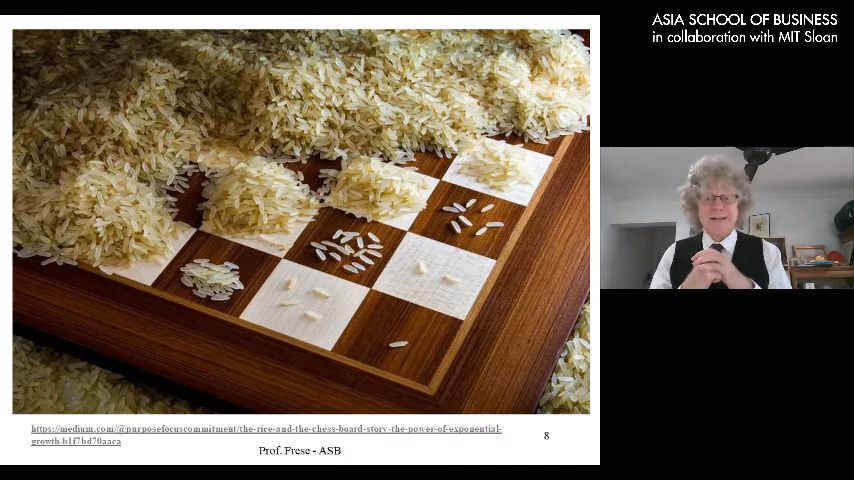 ASIA SCHOOL OF BUSINESS
in collaboration with MIT Sloan
https://medium.com/@purposefocuscommitment/the-rice-and-the-chess-board-story-the-power-of-exponential-
growth-b1f7bd70aaca
8
Prof. Frese - ASB